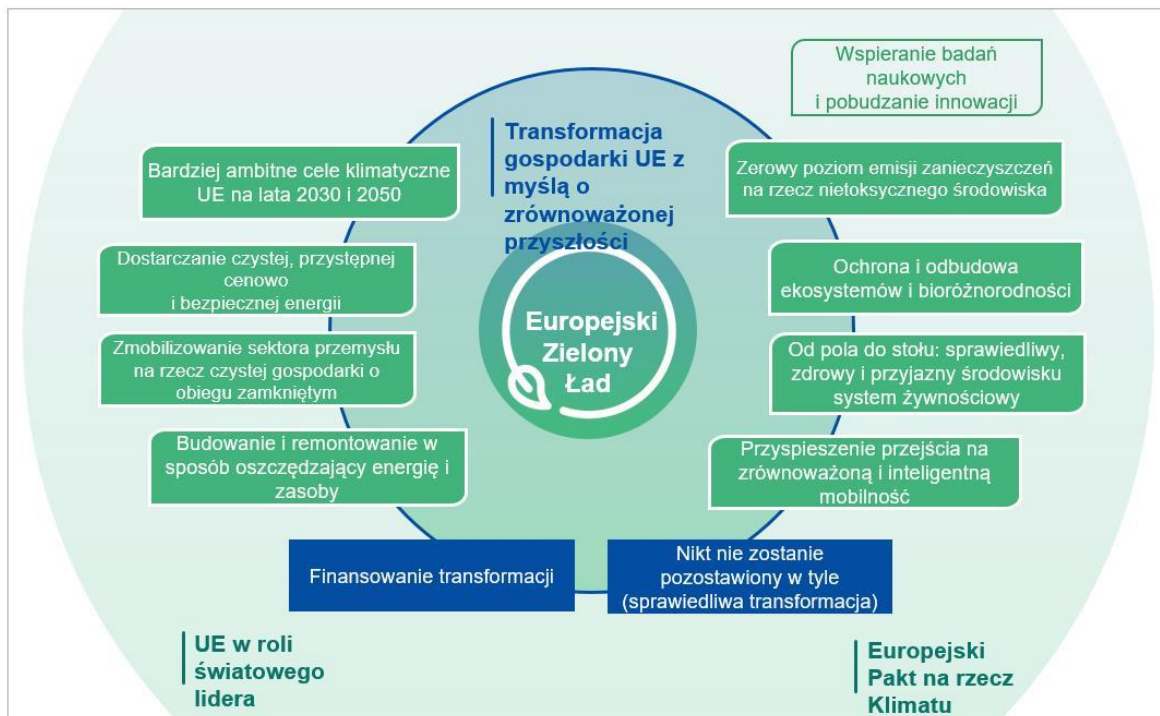 Wspieranie badań
naukowych
i pobudzanie innowacji
Transformacja
gospodarki UE z
myślą o
zrównoważonej
przyszłości
Bardziej ambitne cele klimatyczne
UE na lata 2030 i 2050
Zerowy poziom emisji zanieczyszczeń
na rzecz nietoksycznego środowiska
Dostarczanie czystej, przystępnej
cenowo
i bezpiecznej energii
Ochrona i odbudowa
ekosystemów i bioróżnorodności
Europejski
Zielony
Ład
Zmobilizowanie sektora przemysłu
na rzecz czystej gospodarki o
obiegu zamkniętym
Od pola do stołu: sprawiedliwy,
zdrowy i przyjazny środowisku
system żywnościowy
Budowanie i remontowanie w
sposób oszczędzający energię i
zasoby
Przyspieszenie przejścia na
zrównoważoną i inteligentną
mobilność
Finansowanie transformacji
Nikt nie zostanie
pozostawiony w tyle
(sprawiedliwa transformacja)
UE w roli
światowego
lidera
Europejski
Pakt na rzecz
Klimatu